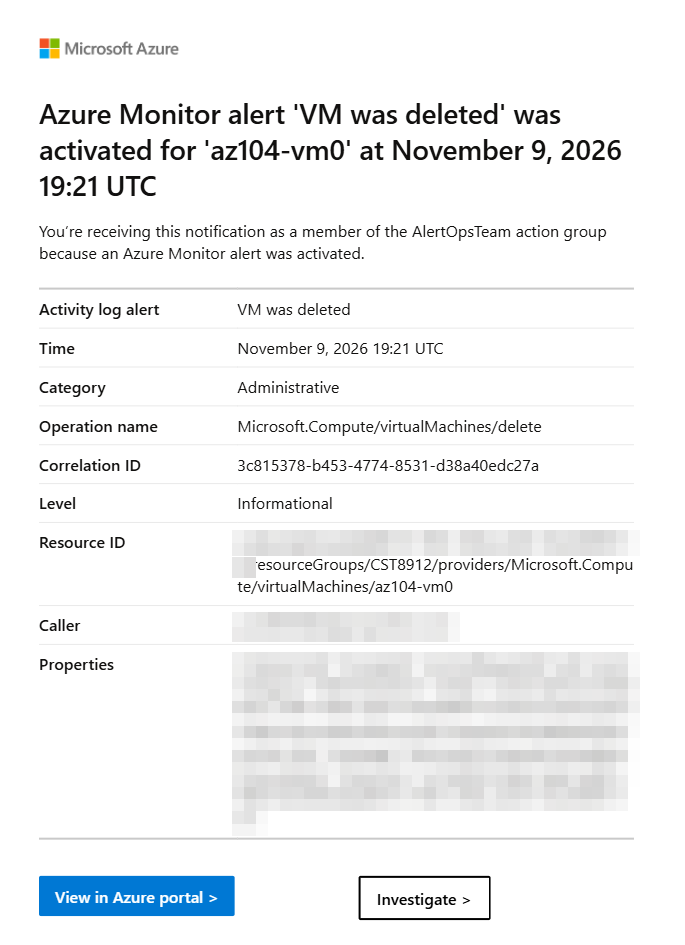 Microsoft Azure
Azure Monitor alert 'VM was deleted' was
activated for 'az104-vm0' at November 9, 2026
19:21 UTC
You’re receiving this notification as a member of the AlertOpsTeam action group
because an Azure Monitor alert was activated.
Activity log alert VM was deleted
Time November 9, 2026 19:21 UTC
Category Administrative
Operation name Microsoft.Compute/virtualMachines/delete
Correlation ID 3c815378-b453-4774-8531-d38a40edc27a
Level Informational
Resource ID
resourceGroups/CST8912/providers/Microsoft.Compu
te/virtualMachines/az104-vm0
Caller
Properties
View in Azure portal > Investigate >